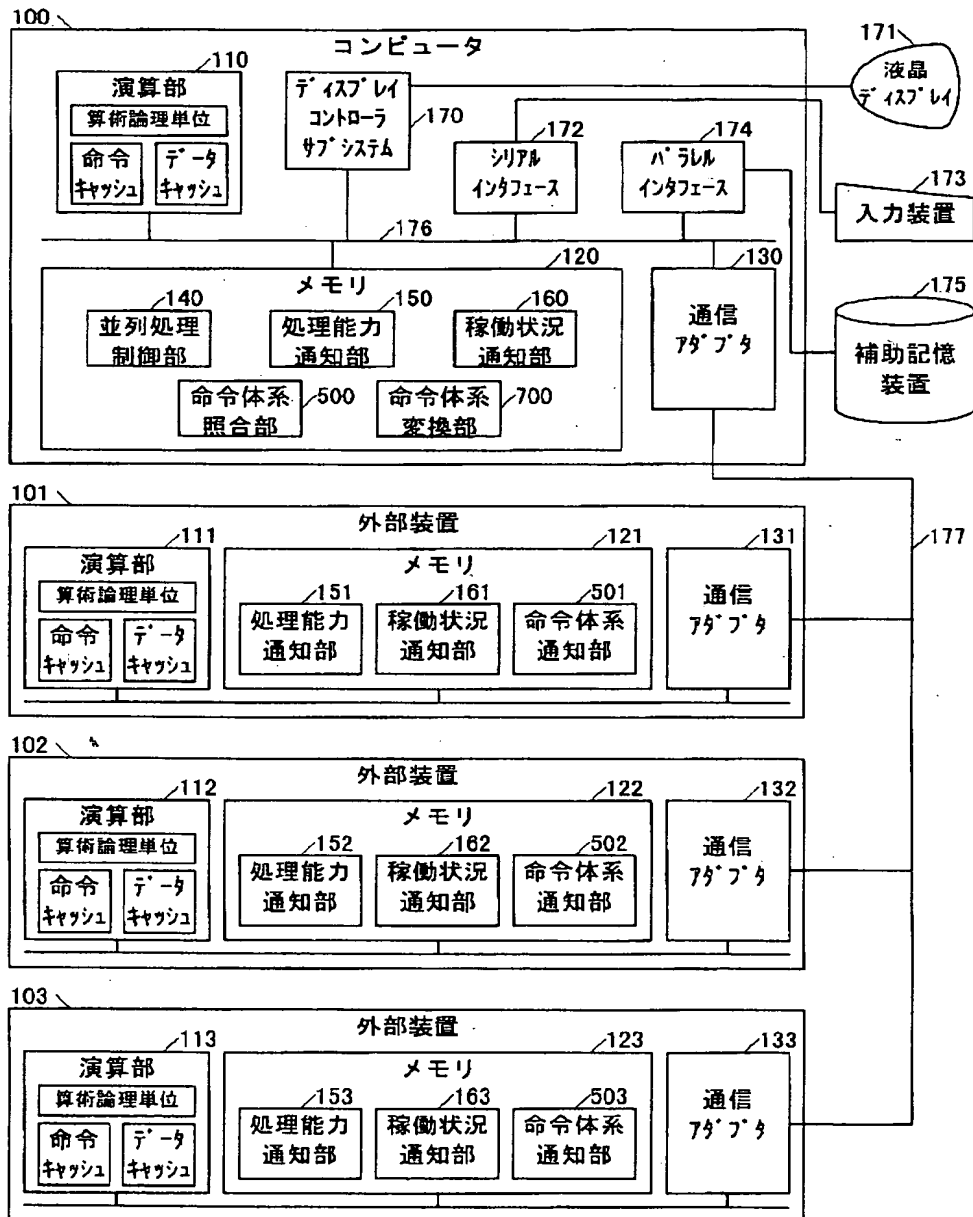 100
コンピュータ
110
演算部
算術論理単位
命令
キャッシュ
データ
キャッシュ
ディスプレイ
コントローラ
サブシステム
170
172
シリアル
インタフェース
174
パラレル
インタフェース
171
液晶
ディスプレイ
173
入力装置
175
補助記憶
装置
176
120
メモリ
140
並列処理
制御部
150
処理能力
通知部
160
稼働状況
通知部
命令体系
照合部
500
命令体系
変換部
700
130
通信
アダプタ
177
101
外部装置
111
演算部
算術論理単位
命令
キャッシュ
データ
キャッシュ
121
メモリ
151
処理能力
通知部
161
稼働状況
通知部
501
命令体系
通知部
131
通信
アダプタ
102
外部装置
112
演算部
算術論理単位
命令
キャッシュ
データ
キャッシュ
122
メモリ
152
処理能力
通知部
162
稼働状況
通知部
502
命令体系
通知部
132
通信
アダプタ
103
外部装置
113
演算部
算術論理単位
命令
キャッシュ
データ
キャッシュ
123
メモリ
153
処理能力
通知部
163
稼働状況
通知部
503
命令体系
通知部
133
通信
アダプタ